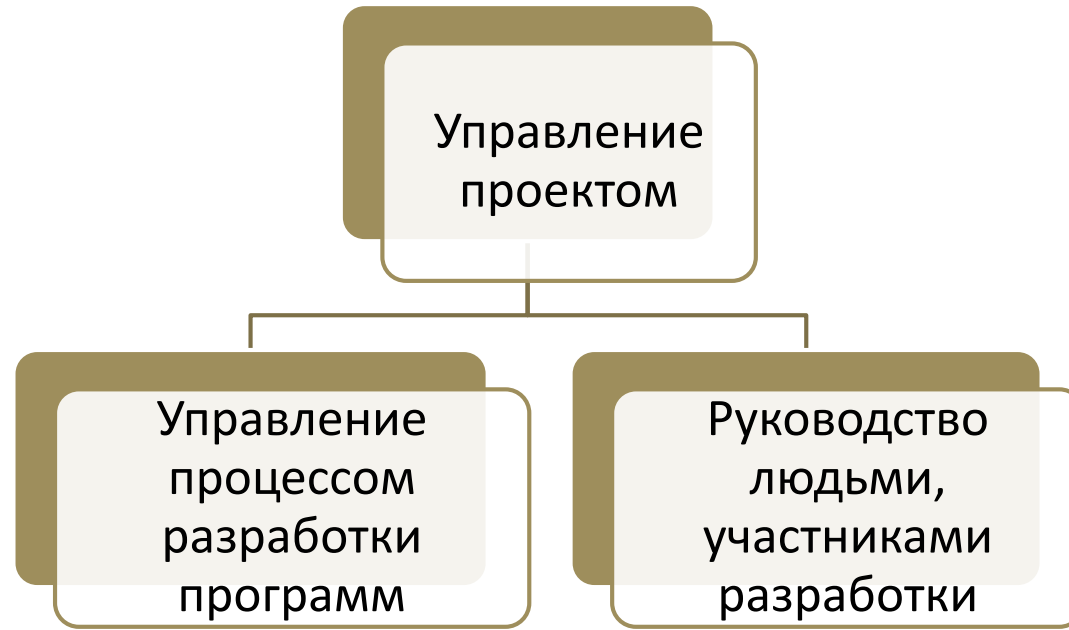 Управление
проектом
Управление
процессом
разработки
программ
Руководство
людьми,
участниками
разработки